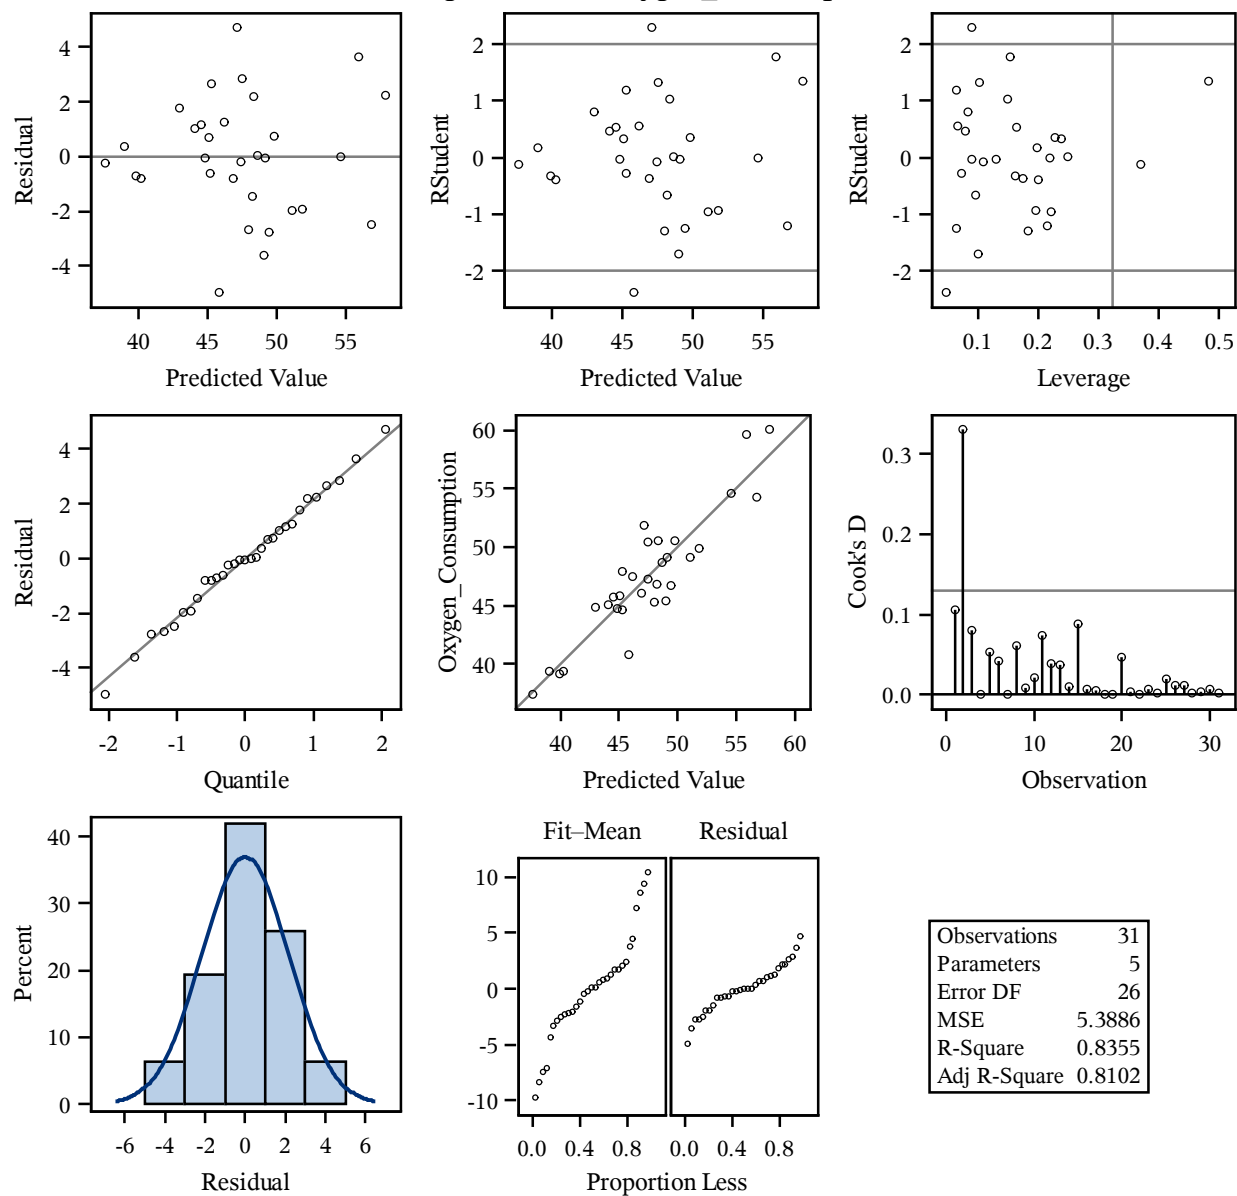 Residual
4
2
0
-2
-4
40 45 50 55
Predicted Value
RStudent
2
1
0
-1
-2
40 45 50 55
Predicted Value
RStudent
2
1
0
-1
-2
0.1 0.2 0.3 0.4 0.5
Leverage
Residual
4
2
0
-2
-4
-2 -1 0 1 2
Quantile
Oxygen_Consumption
60
55
50
45
40
40 45 50 55 60
Predicted Value
Cook's D
0.3
0.2
0.1
0.0
0 10 20 30
Observation
Percent
40
30
20
10
0
-6 -4 -2 0 2 4 6
Residual
Fit–Mean Residual
10
5
0
-5
-10
0.0 0.4 0.8 0.0 0.4 0.8
Proportion Less
Observations 31
Parameters 5
Error DF 26
MSE 5.3886
R-Square 0.8355
Adj R-Square 0.8102